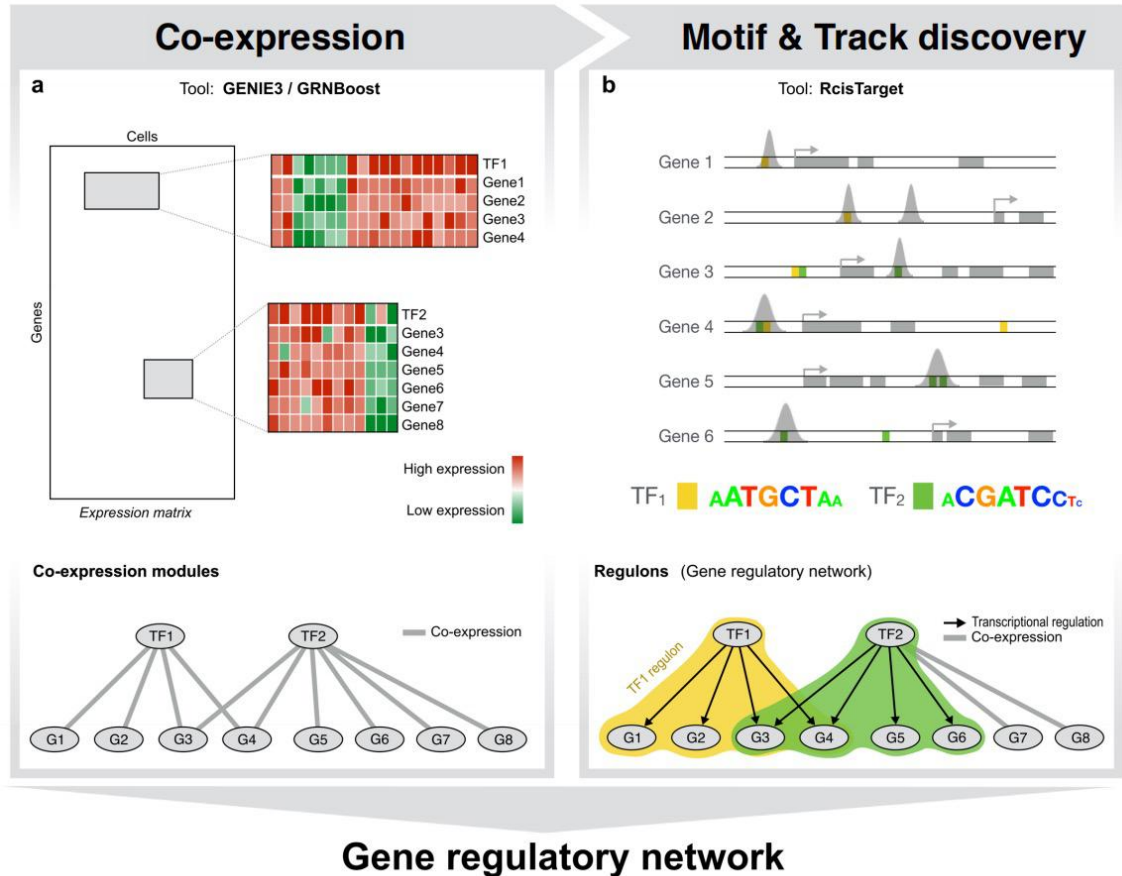 Co-expression
Motif & Track discovery
a
Tool: GENIE3 / GRNBoost
Cells
Genes
TF1
Gene1
Gene2
Gene3
Gene4
TF2
Gene3
Gene4
Gene5
Gene6
Gene7
Gene8
High expression
Low expression
Expression matrix
b
Tool: RcisTarget
Gene 1
Gene 2
Gene 3
Gene 4
Gene 5
Gene 6
TF1 AATGCTAA TF2 ACGATCCTC
Co-expression modules
TF1 TF2 Co-expression
G1 G2 G3 G4 G5 G6 G7 G8
Regulons (Gene regulatory network)
Transcriptional regulation
Co-expression
TF1 TF2
TF1 regulon
G1 G2 G3 G4 G5 G6 G7 G8
Gene regulatory network